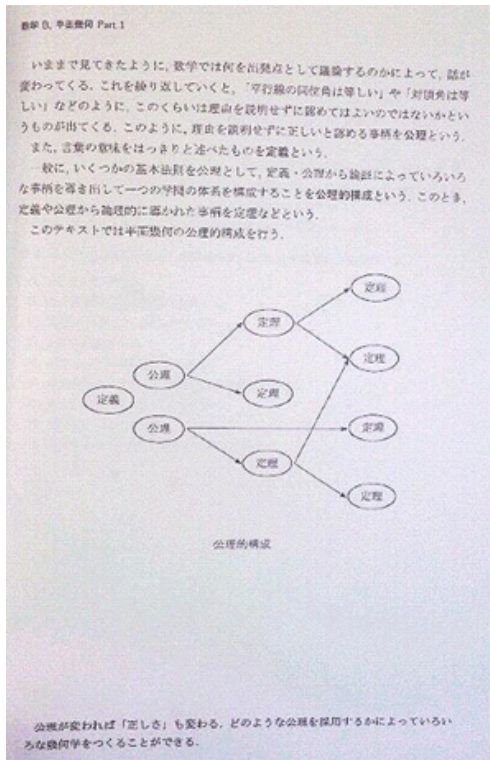 数学 B, 平面幾何 Part 1
いままで見てきたように, 数学では何を出発点として議論するのかによって, 話が
変わってくる. これを繰り返していくと, 「平行線の同位角は等しい」や「対頂角は等
しい」などのように, このくらいは理由を説明せずに認めてはよいのではないかとい
うものが出てくる. このように, 理由を説明せずに正しいと認める事柄を公理という.
また, 言葉の意味をはっきりと述べたものを定義という.
一般に, いくつかの基本法則を公理として, 定義・公理から論証によっていろいろ
な事柄を導き出して一つの学問の体系を構成することを公理的構成という. このとき,
定義や公理から論理的に導かれた事柄を定理などという.
このテキストでは平面幾何の公理的構成を行う.
定理
定理
定理
公理
定理
定義
公理
定理
定理
定理
公理的構成
公理が変われば「正しさ」も変わる. どのような公理を採用するかによっていろい
ろな幾何学をつくることができる.